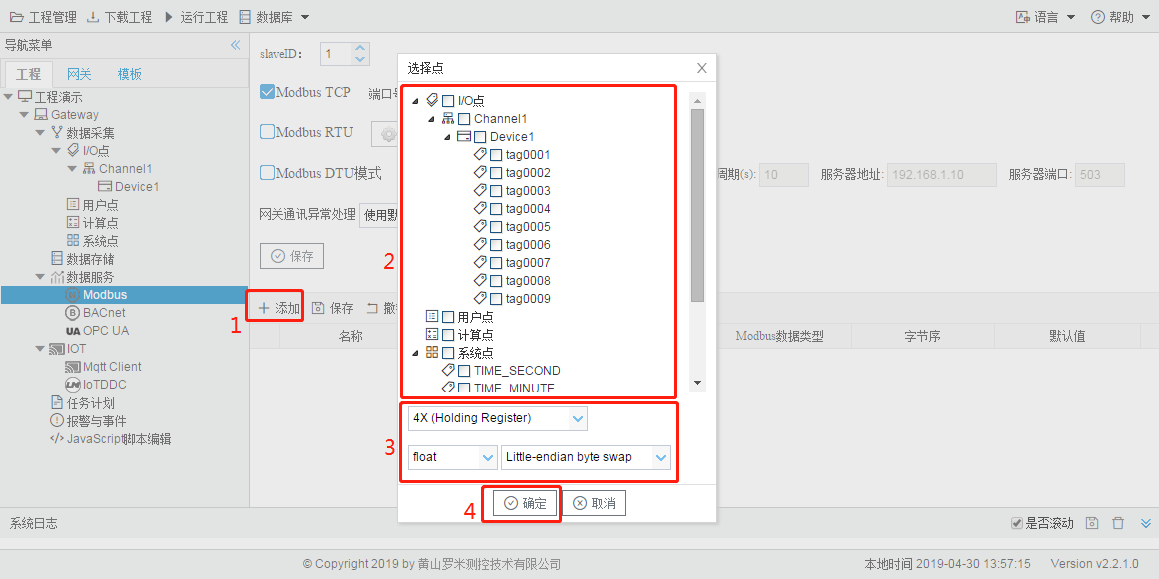 工程管理 下载工程 运行工程 数据库 语言 帮助
导航菜单
工程 网关 模板
工程演示
Gateway
数据采集
I/O点
Channel1
Device1
用户点
计算点
系统点
数据存储
数据服务
Modbus
BACnet
UA OPC UA
IOT
Mqtt Client
IoTDDC
任务计划
报警与事件
JavaScript脚本编辑
slaveID: 1
Modbus TCP 端口
Modbus RTU
Modbus DTU模式 周期(s): 10 服务器地址: 192.168.1.10 服务器端口: 503
网关通讯异常处理 使用
保存
1
添加 保存
名称 Modbus数据类型 字节序 默认值
选择点 X
2
I/O点
Channel1
Device1
tag0001
tag0002
tag0003
tag0004
tag0005
tag0006
tag0007
tag0008
tag0009
用户点
计算点
系统点
TIME_SECOND
TIME_MINUTE
3
4X (Holding Register)
float Little-endian byte swap
4
确定 取消
系统日志 是否滚动
© Copyright 2019 by 黄山罗米测控技术有限公司 本地时间 2019-04-30 13:57:15 Version v2.2.1.0